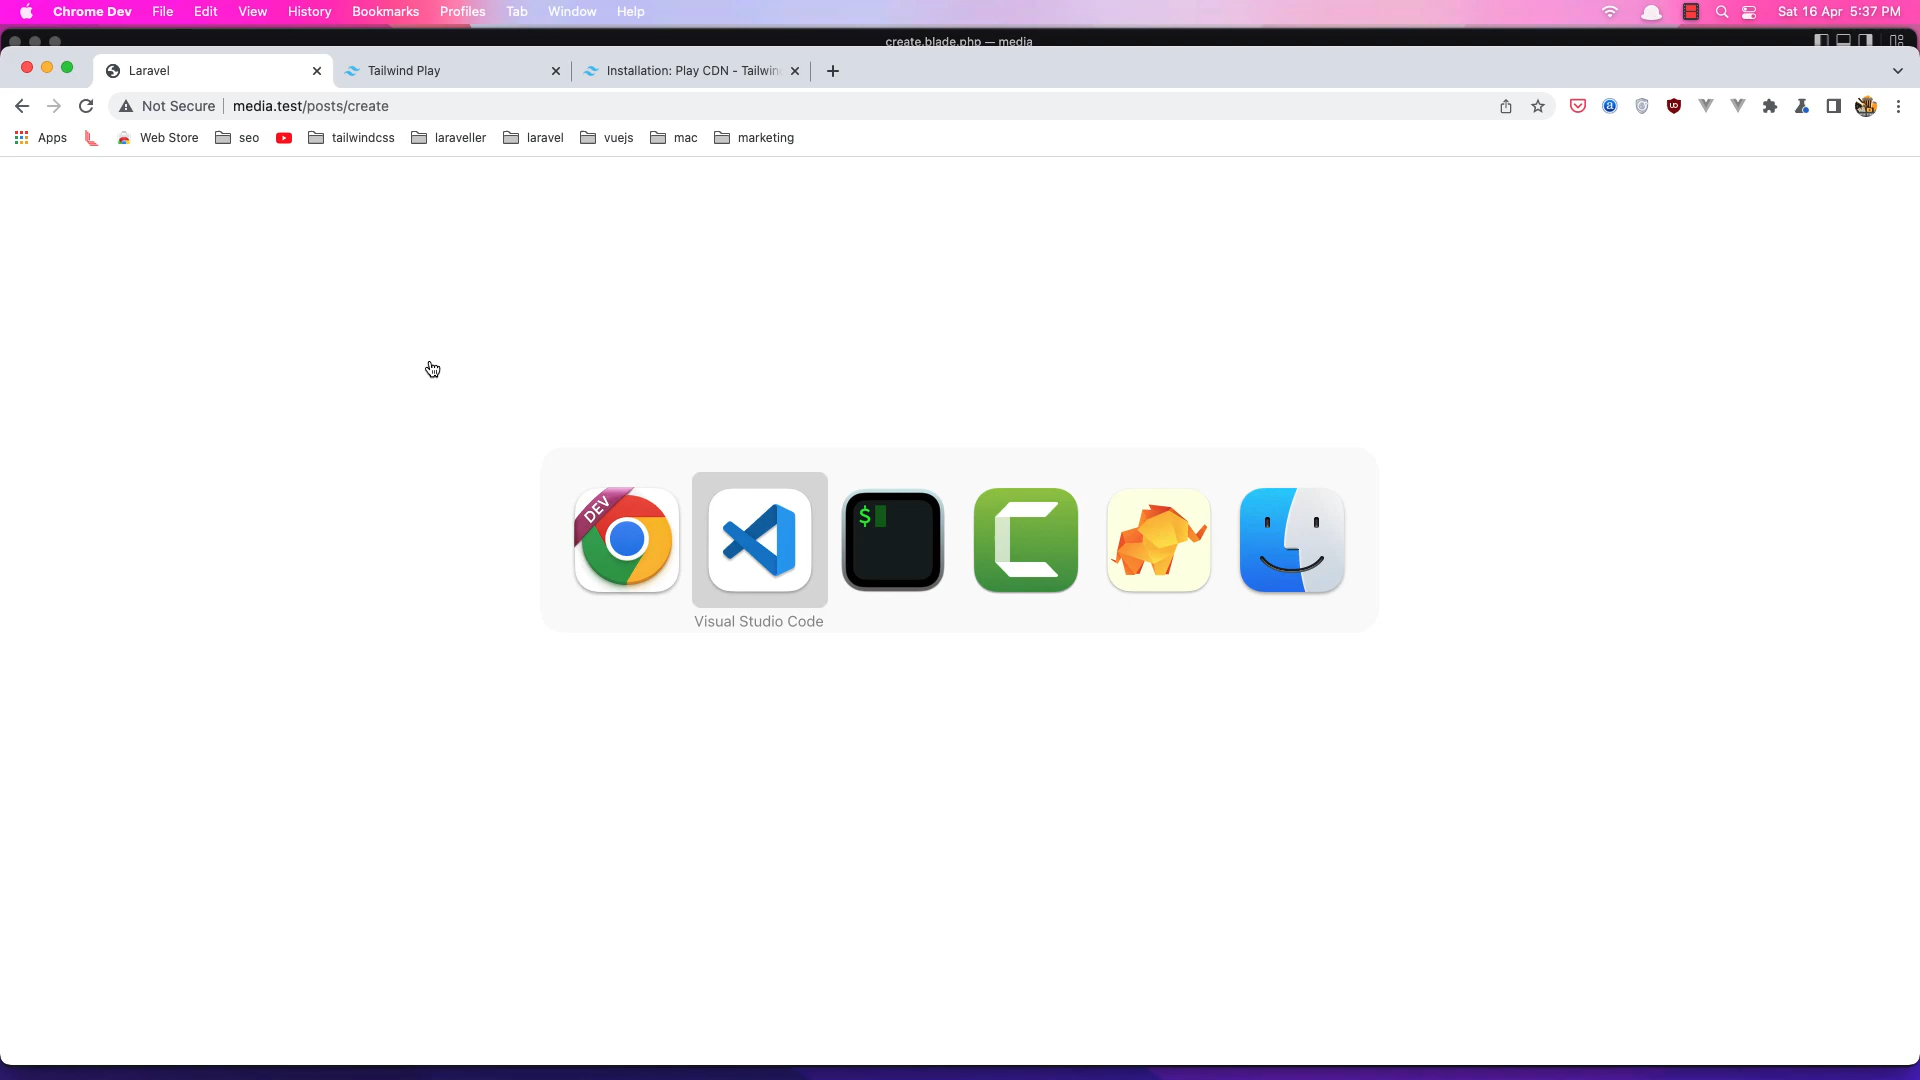 Chrome Dev File Edit View History Bookmarks Profiles Tab Window Help Sat 16 Apr 5:37 PM
create.blade.php — media
Laravel Tailwind Play Installation: Play CDN - Tailwin
Not Secure media.test/posts/create
Apps Web Store seo tailwindcss laraveller laravel vuejs mac marketing
DEV
$
Visual Studio Code